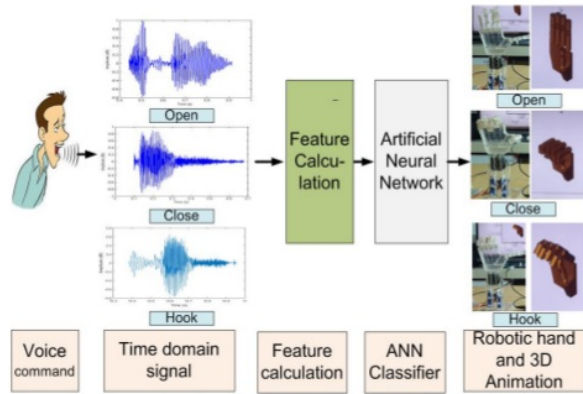 Open
Close
Hook
Feature
Calcu-
lation
Artificial
Neural
Network
Open
Close
Hook
Voice
command
Time domain
signal
Feature
calculation
ANN
Classifier
Robotic hand
and 3D
Animation